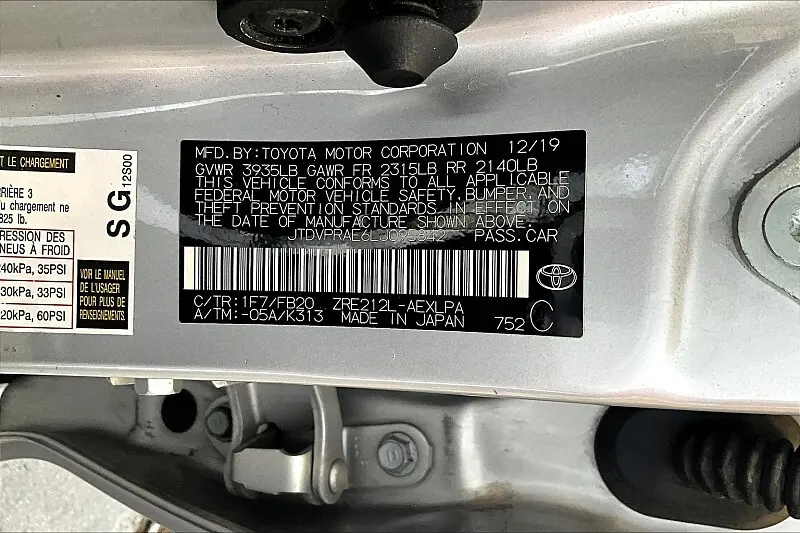 T LE CHARGEMENT
RIÈRE 3
u chargement ne
825 lb.
RESSION DES
NEUS À FROID
240kPa, 35PSI
30kPa, 33PSI
20kPa, 60PSI
VOIR LE MANUEL
DE L'USAGER
POUR PLUS DE
RENSEIGNEMENTS
SG
12S00
MFD. BY: TOYOTA MOTOR CORPORATION 12/19
GVWR 3935LB GAWR FR 2315LB RR 2140LB
THIS VEHICLE CONFORMS TO ALL APPLICABLE
FEDERAL MOTOR VEHICLE SAFETY, BUMPER, AND
THEFT PREVENTION STANDARDS IN EFFECT ON
THE DATE OF MANUFACTURE SHOWN ABOVE.
PASS. CAR
C/TR: 1F7/FB20 ZRE212L-AEXLPA
A/TM: -05A/K313 MADE IN JAPAN 752 C